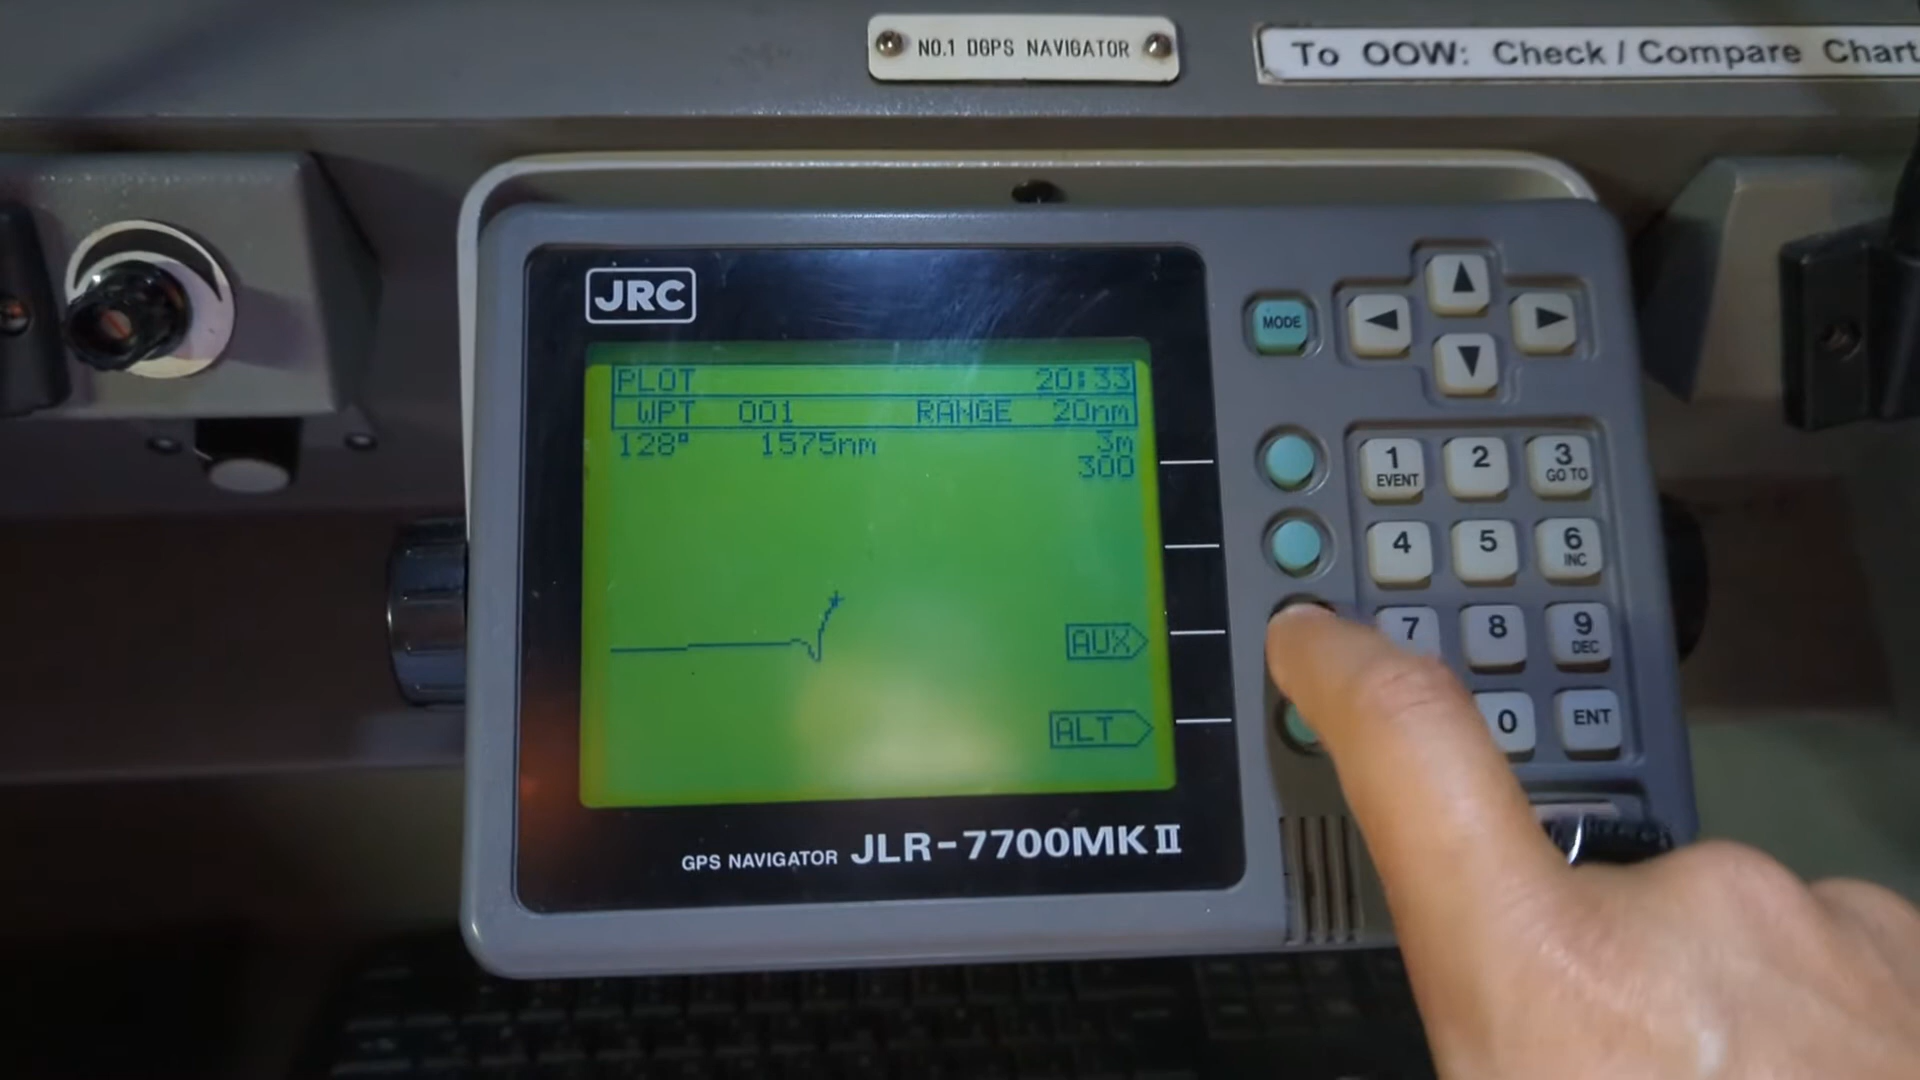 NO.1 DGPS NAVIGATOR
To OOW: Check / Compare Chart
JRC
PLOT 20:33
WPT 001 RANGE 20nm
128° 1575nm 3m
300
AUX
ALT
GPS NAVIGATOR JLR-7700MK II
MODE
1 EVENT
2
3 GO TO
4
5
6 INC
7
8
9 DEC
0
ENT